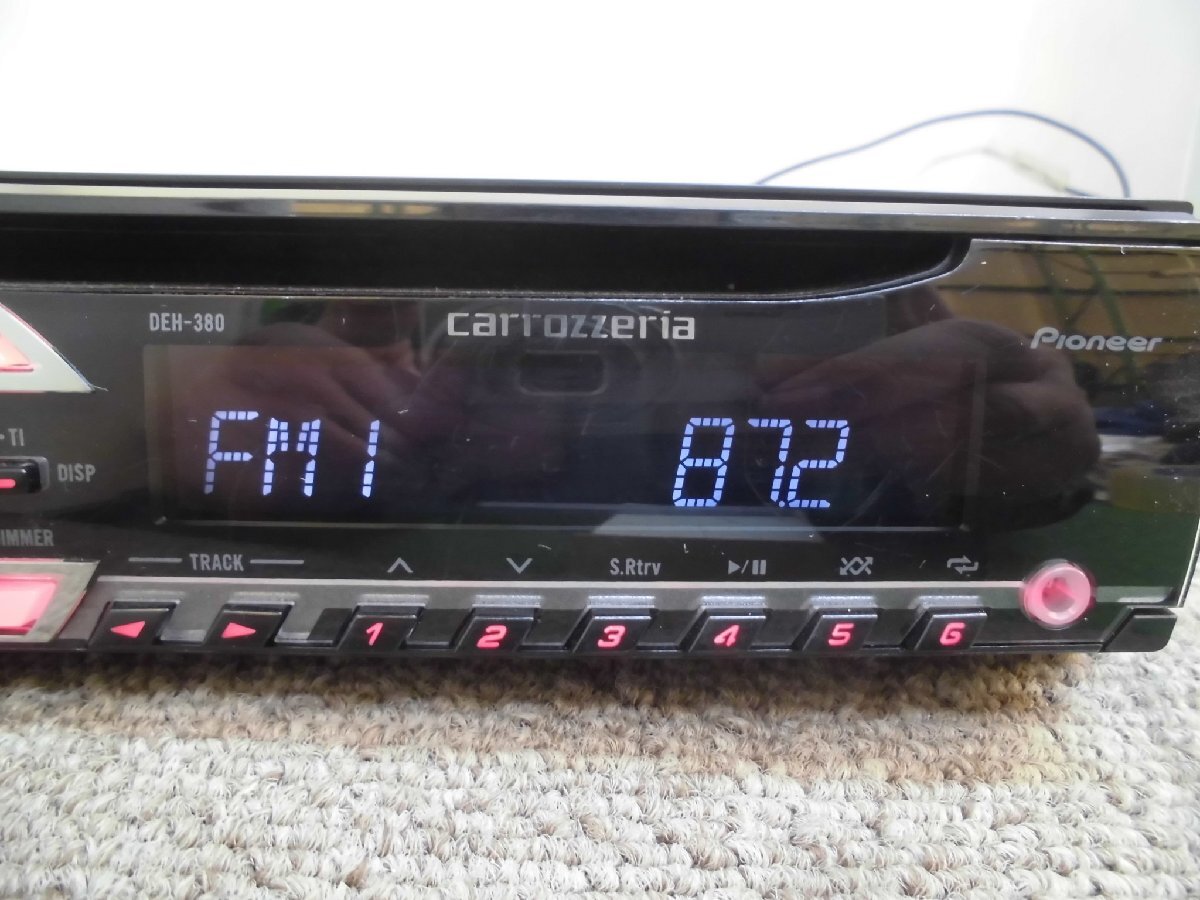 DEH-380
carrozzeria
Pioneer
TI
DISP
FM1 87.2
IMMER
TRACK
S.Rtrv
1 2 3 4 5 6